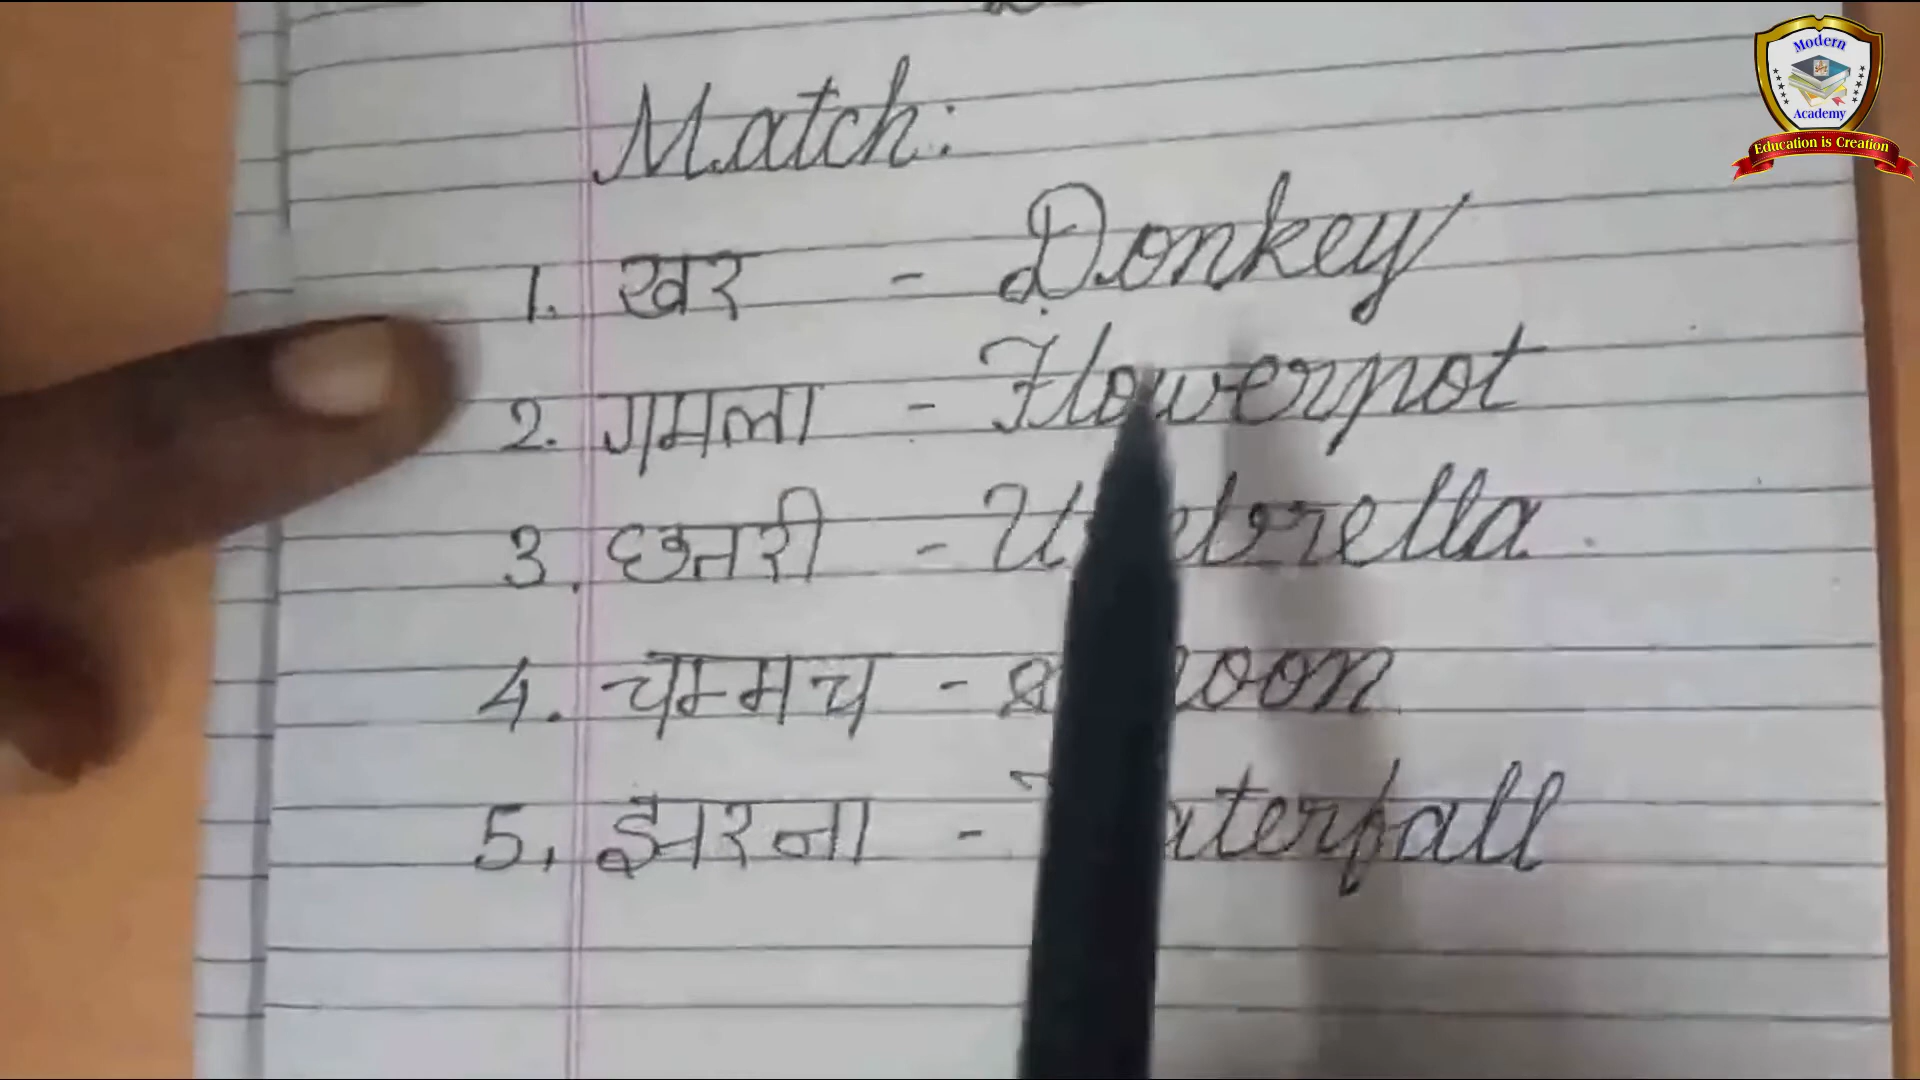 Match:
1. खर - Donkey
2. गमला - Flowerpot
3. छतरी -
4. चम्मच -
5. झरना -
Modern
Academy
Education is Creation